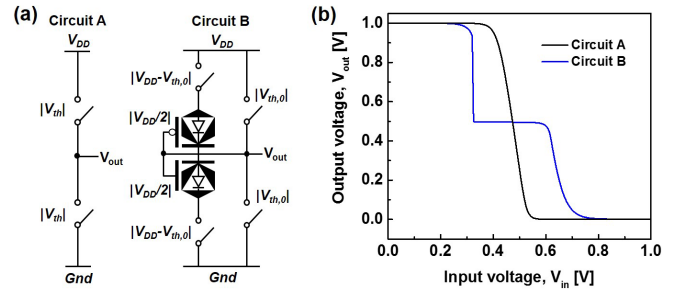 (a)
Circuit A
Circuit B
V_DD
V_DD
|V_DD-V_th,0|
|V_th,0|
|V_th|
|V_DD/2|
V_out
V_out
|V_DD/2|
|V_th|
|V_th,0|
|V_DD-V_th,0|
Gnd
Gnd
(b)
Output voltage, V_out [V]
1.0
0.8
0.6
0.4
0.2
0.0
Circuit A
Circuit B
0.0 0.2 0.4 0.6 0.8 1.0
Input voltage, V_in [V]